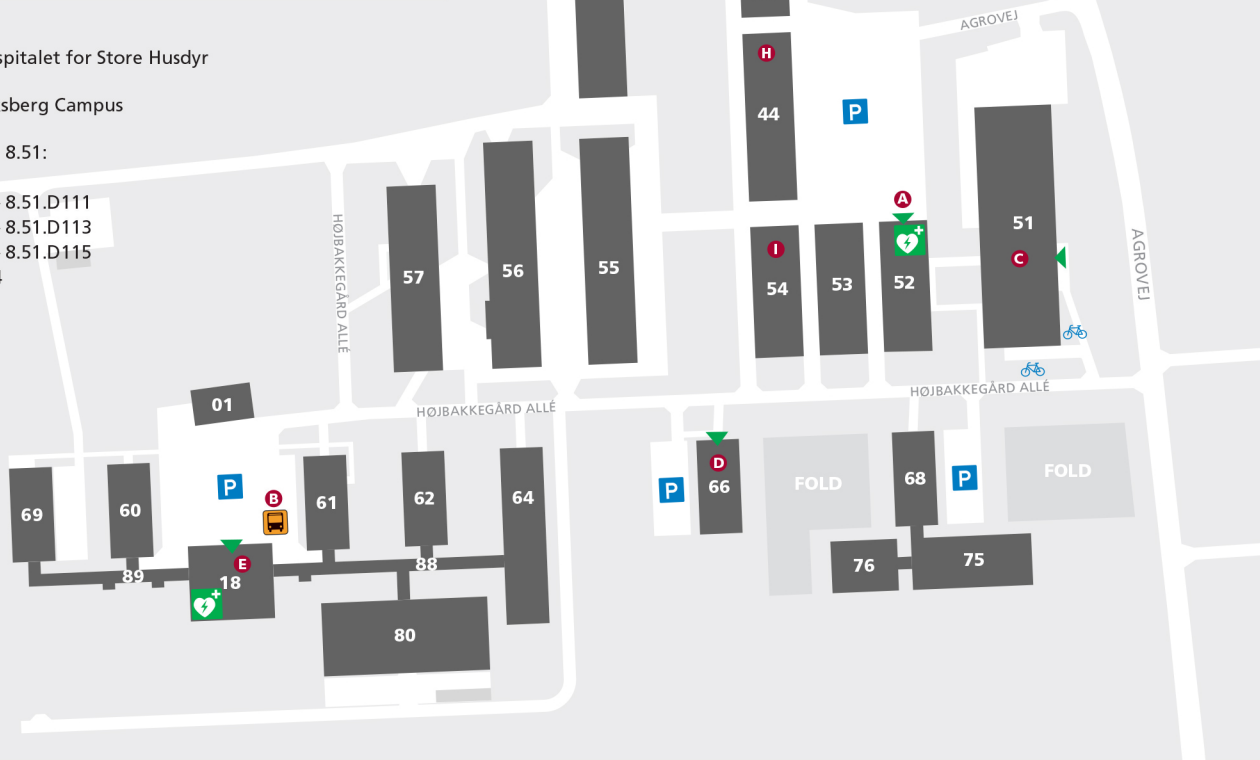 spitalet for Store Husdyr
sberg Campus
8.51:
8.51.D111
8.51.D113
8.51.D115
AGROVEJ
H
44
P
A
51
C
I
54
53
52
AGROVEJ
55
56
57
HØJBAKKEGÅRD ALLÉ
HØJBAKKEGÅRD ALLÉ
HØJBAKKEGÅRD ALLÉ
01
69
60
P
B
61
62
64
P
D
66
FOLD
68
P
FOLD
89
E
18
88
76
75
80